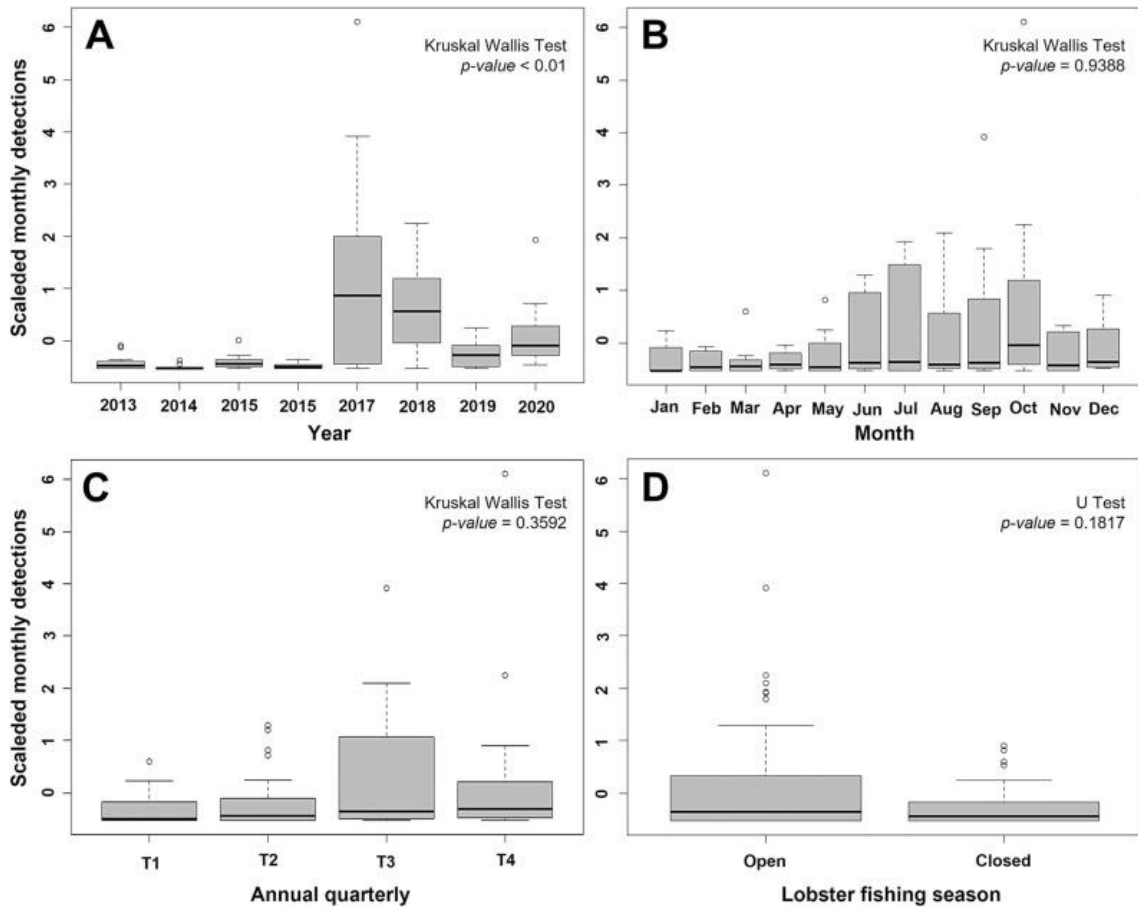 A
Kruskal Wallis Test
p-value < 0.01
Scaleded monthly detections
6
5
4
3
2
1
0
2013 2014 2015 2015 2017 2018 2019 2020
Year
B
Kruskal Wallis Test
p-value = 0.9388
6
5
4
3
2
1
0
Jan Feb Mar Apr May Jun Jul Aug Sep Oct Nov Dec
Month
C
Kruskal Wallis Test
p-value = 0.3592
Scaleded monthly detections
6
5
4
3
2
1
0
T1 T2 T3 T4
Annual quarterly
D
U Test
p-value = 0.1817
6
5
4
3
2
1
0
Open Closed
Lobster fishing season